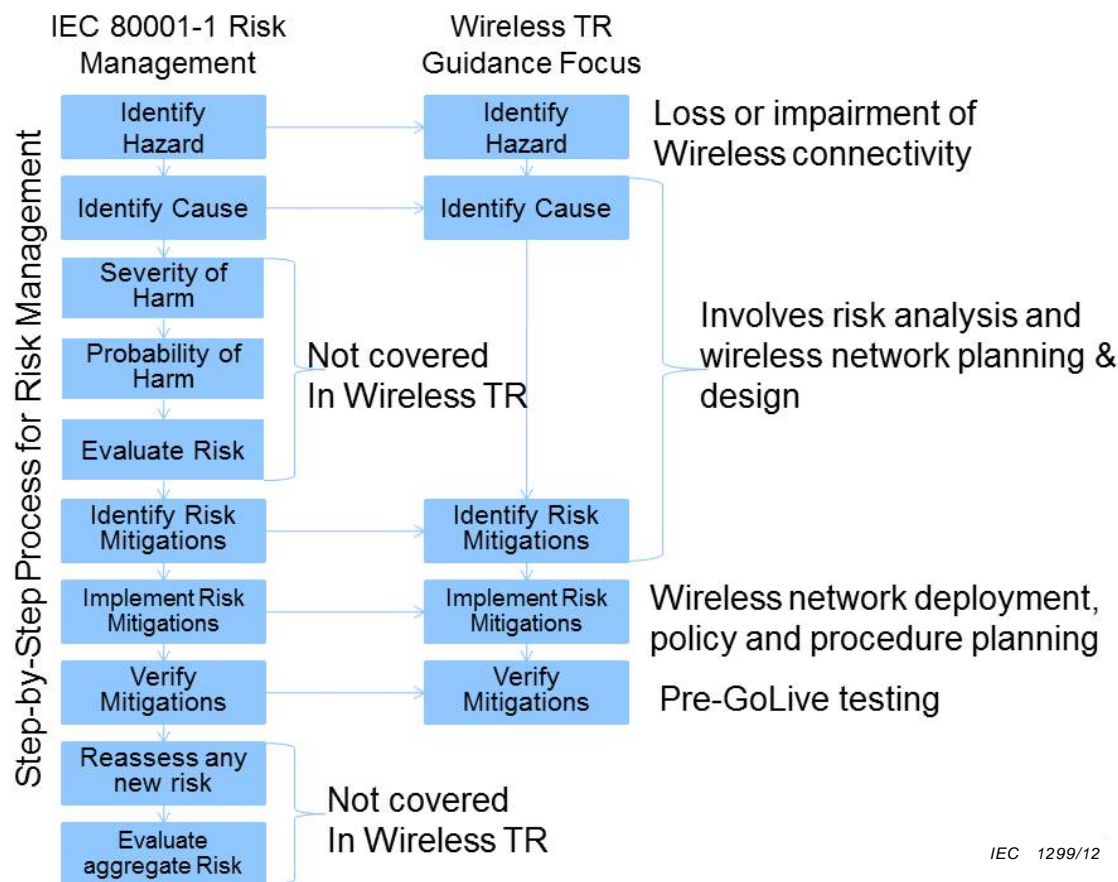 IEC 80001-1 Risk
Management
Wireless TR
Guidance Focus
Step-by-Step Process for Risk Management
Identify
Hazard
Identify
Hazard
Loss or impairment of
Wireless connectivity
Identify Cause
Identify Cause
Severity of
Harm
Probability of
Harm
Evaluate Risk
Not covered
In Wireless TR
Involves risk analysis and
wireless network planning &
design
Identify Risk
Mitigations
Identify Risk
Mitigations
Implement Risk
Mitigations
Implement Risk
Mitigations
Wireless network deployment,
policy and procedure planning
Verify
Mitigations
Verify
Mitigations
Pre-GoLive testing
Reassess any
new risk
Evaluate
aggregate Risk
Not covered
In Wireless TR
IEC 1299/12